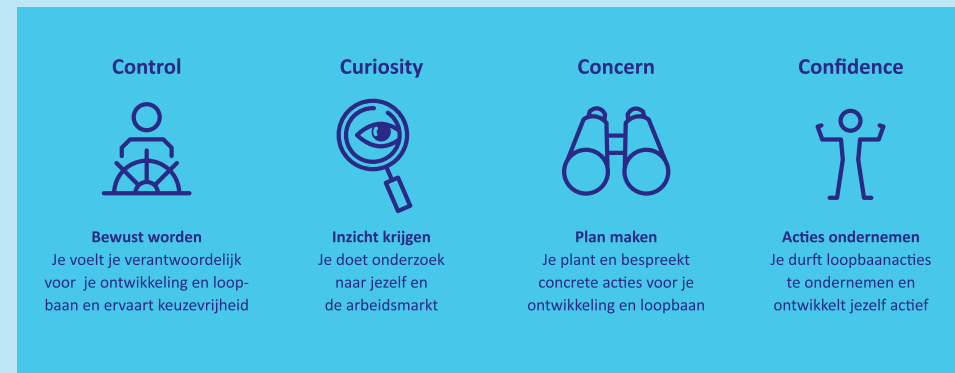 Control
Bewust worden
Je voelt je verantwoordelijk
voor je ontwikkeling en loop-
baan en ervaart keuzevrijheid
Curiosity
Inzicht krijgen
Je doet onderzoek
naar jezelf en
de arbeidsmarkt
Concern
Plan maken
Je plant en bespreekt
concrete acties voor je
ontwikkeling en loopbaan
Confidence
Acties ondernemen
Je durft loopbaanacties
te ondernemen en
ontwikkelt jezelf actief